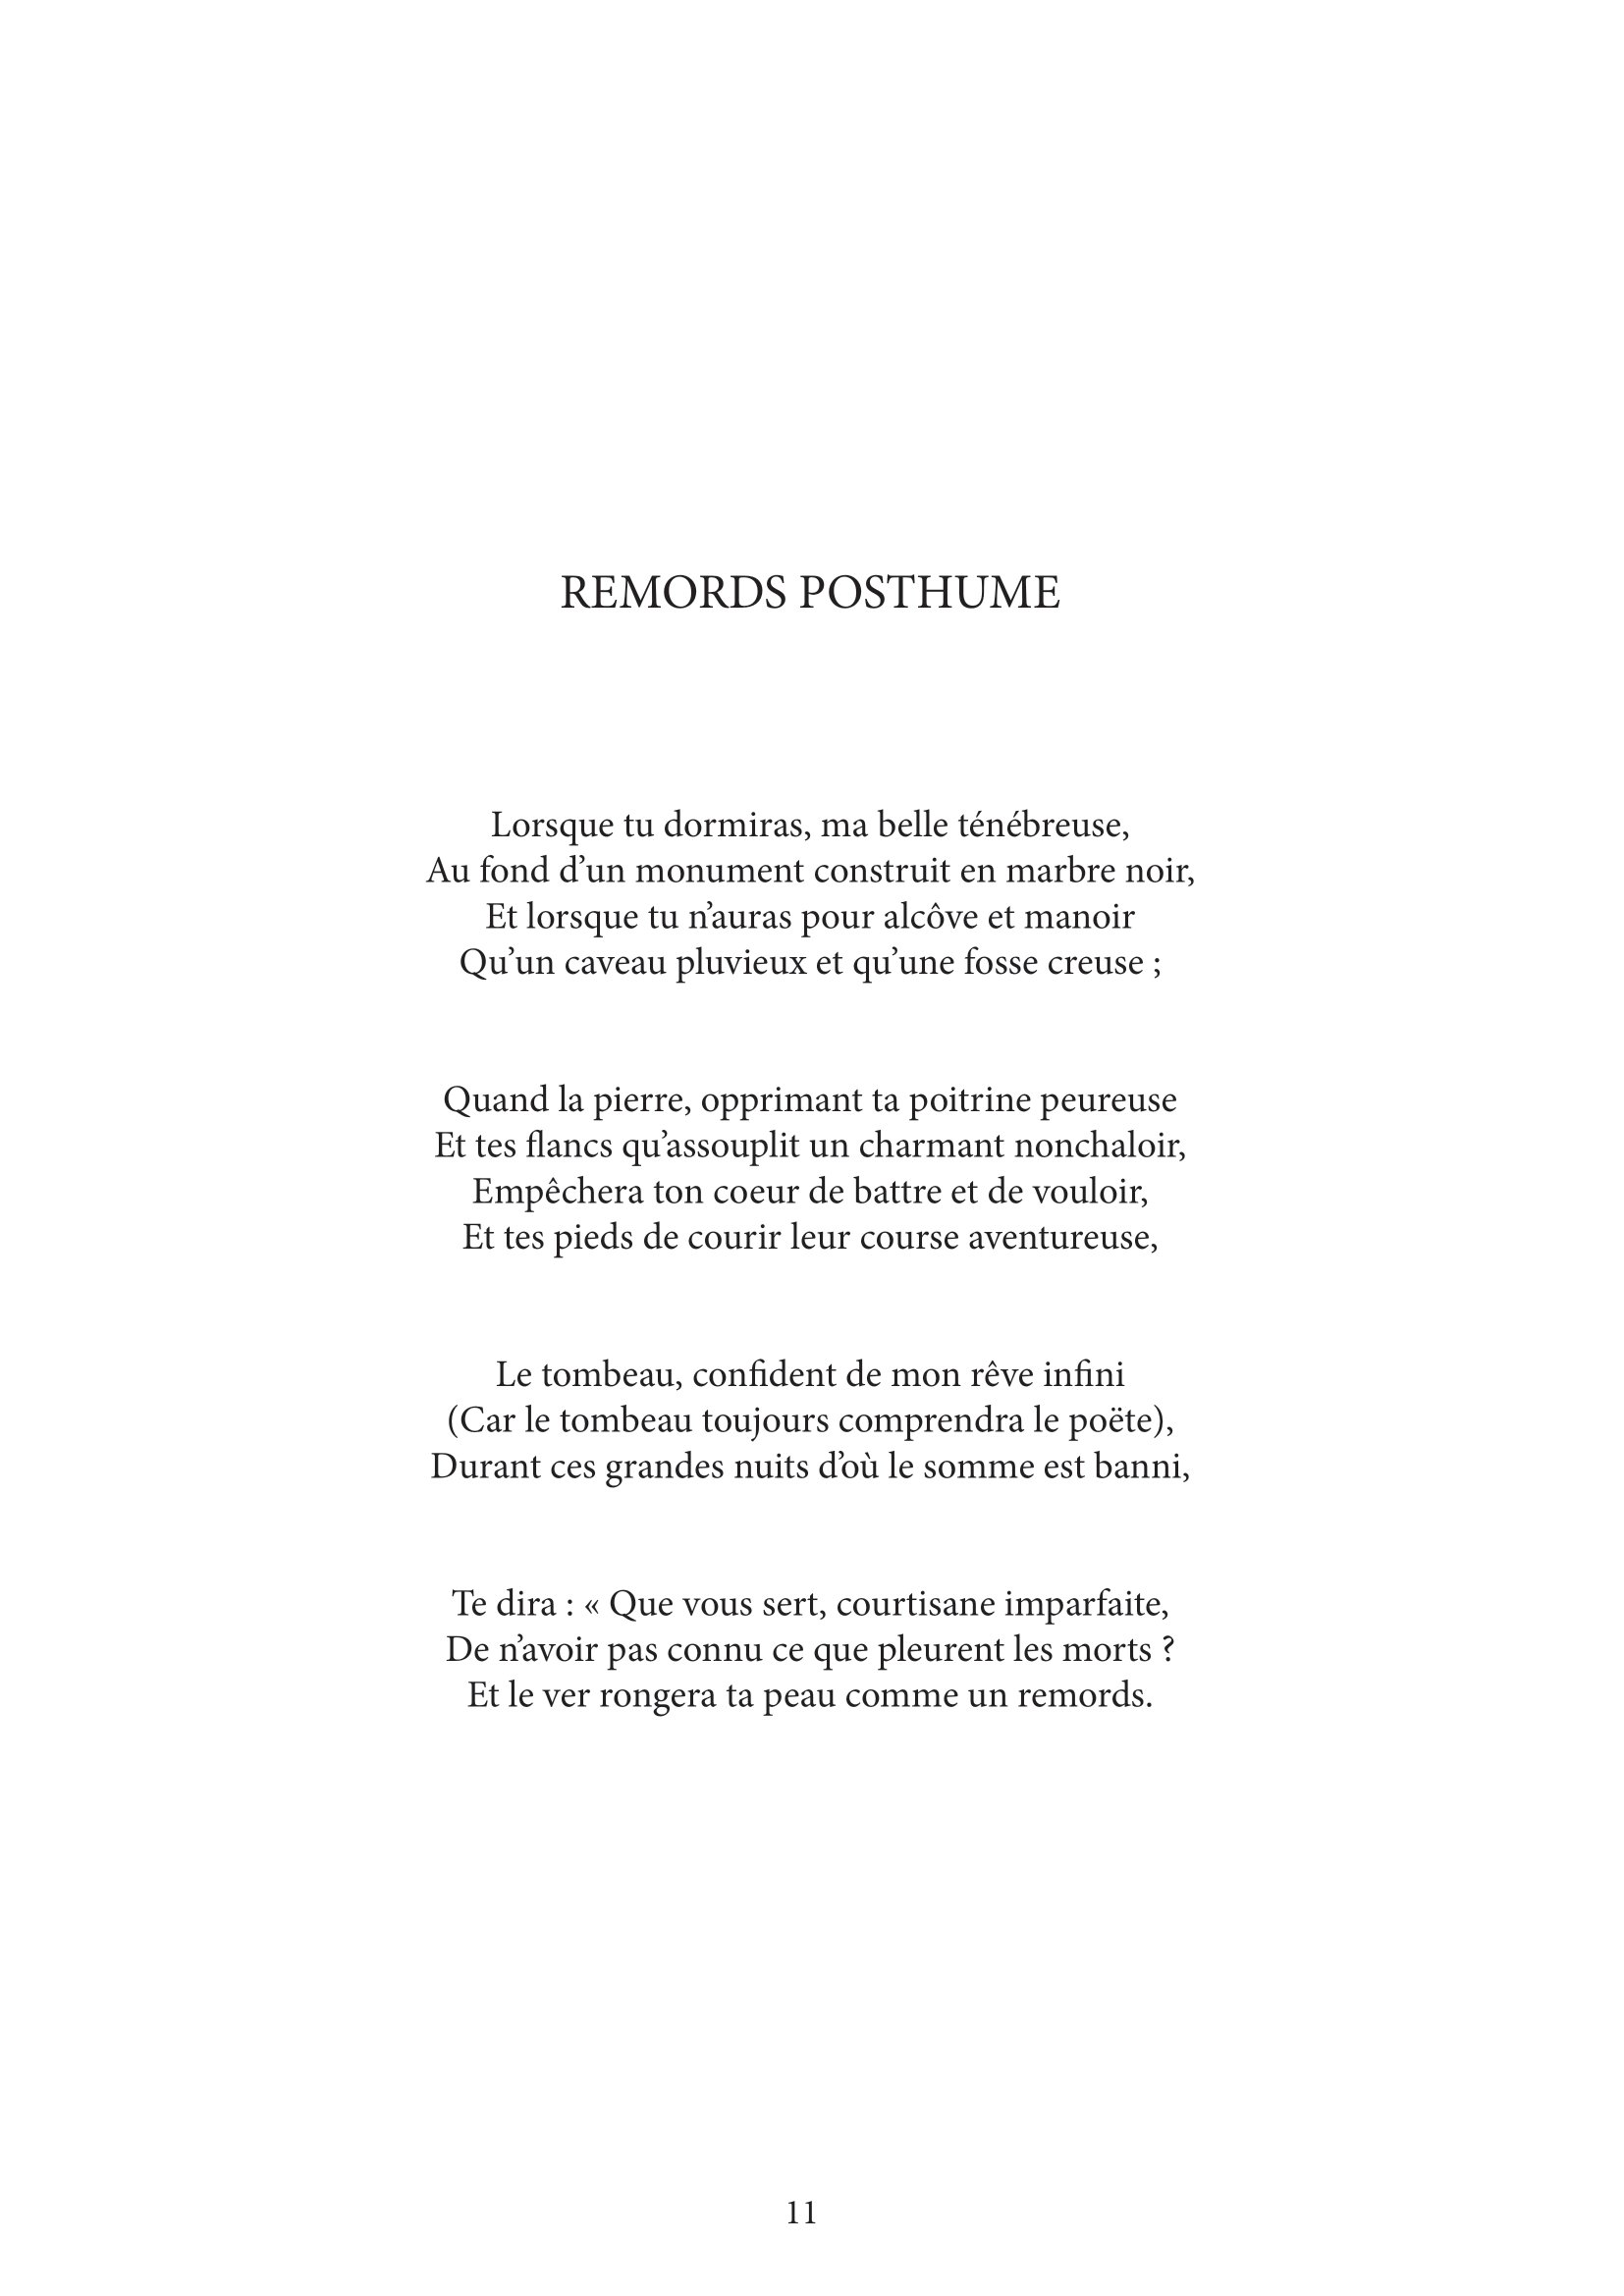 REMORDS POSTHUME
Lorsque tu dormiras, ma belle ténébreuse,
Au fond d’un monument construit en marbre noir,
Et lorsque tu n’auras pour alcôve et manoir
Qu’un caveau pluvieux et qu’une fosse creuse ;
Quand la pierre, opprimant ta poitrine peureuse
Et tes flancs qu’assouplit un charmant nonchaloir,
Empêchera ton coeur de battre et de vouloir,
Et tes pieds de courir leur course aventureuse,
Le tombeau, confident de mon rêve infini
(Car le tombeau toujours comprendra le poëte),
Durant ces grandes nuits d’où le somme est banni,
Te dira : « Que vous sert, courtisane imparfaite,
De n’avoir pas connu ce que pleurent les morts ?
Et le ver rongera ta peau comme un remords.
11